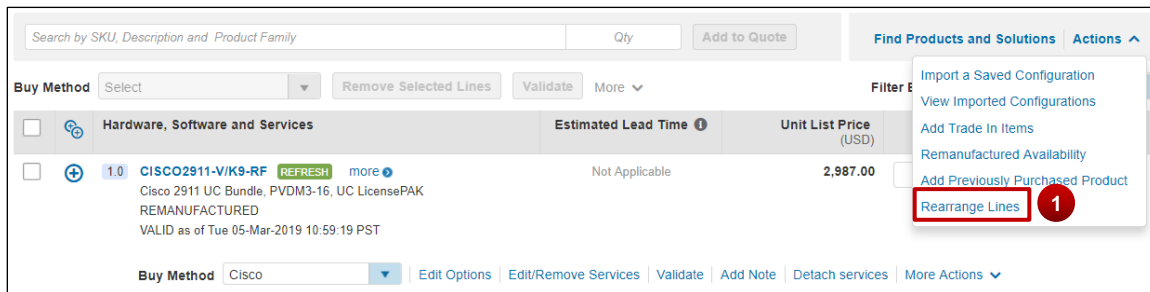 Search by SKU, Description and Product Family Qty Add to Quote Find Products and Solutions Actions
Import a Saved Configuration
Buy Method Select Remove Selected Lines Validate More Filter
View Imported Configurations
Hardware, Software and Services Estimated Lead Time Unit List Price
(USD)
Add Trade In Items
Remanufactured Availability
1.0 CISCO2911-V/K9-RF REFRESH more Not Applicable 2,987.00
Add Previously Purchased Product
Cisco 2911 UC Bundle, PVDM3-16, UC LicensePAK
Rearrange Lines 1
REMANUFACTURED
VALID as of Tue 05-Mar-2019 10:59:19 PST
Buy Method Cisco Edit Options Edit/Remove Services Validate Add Note Detach services More Actions